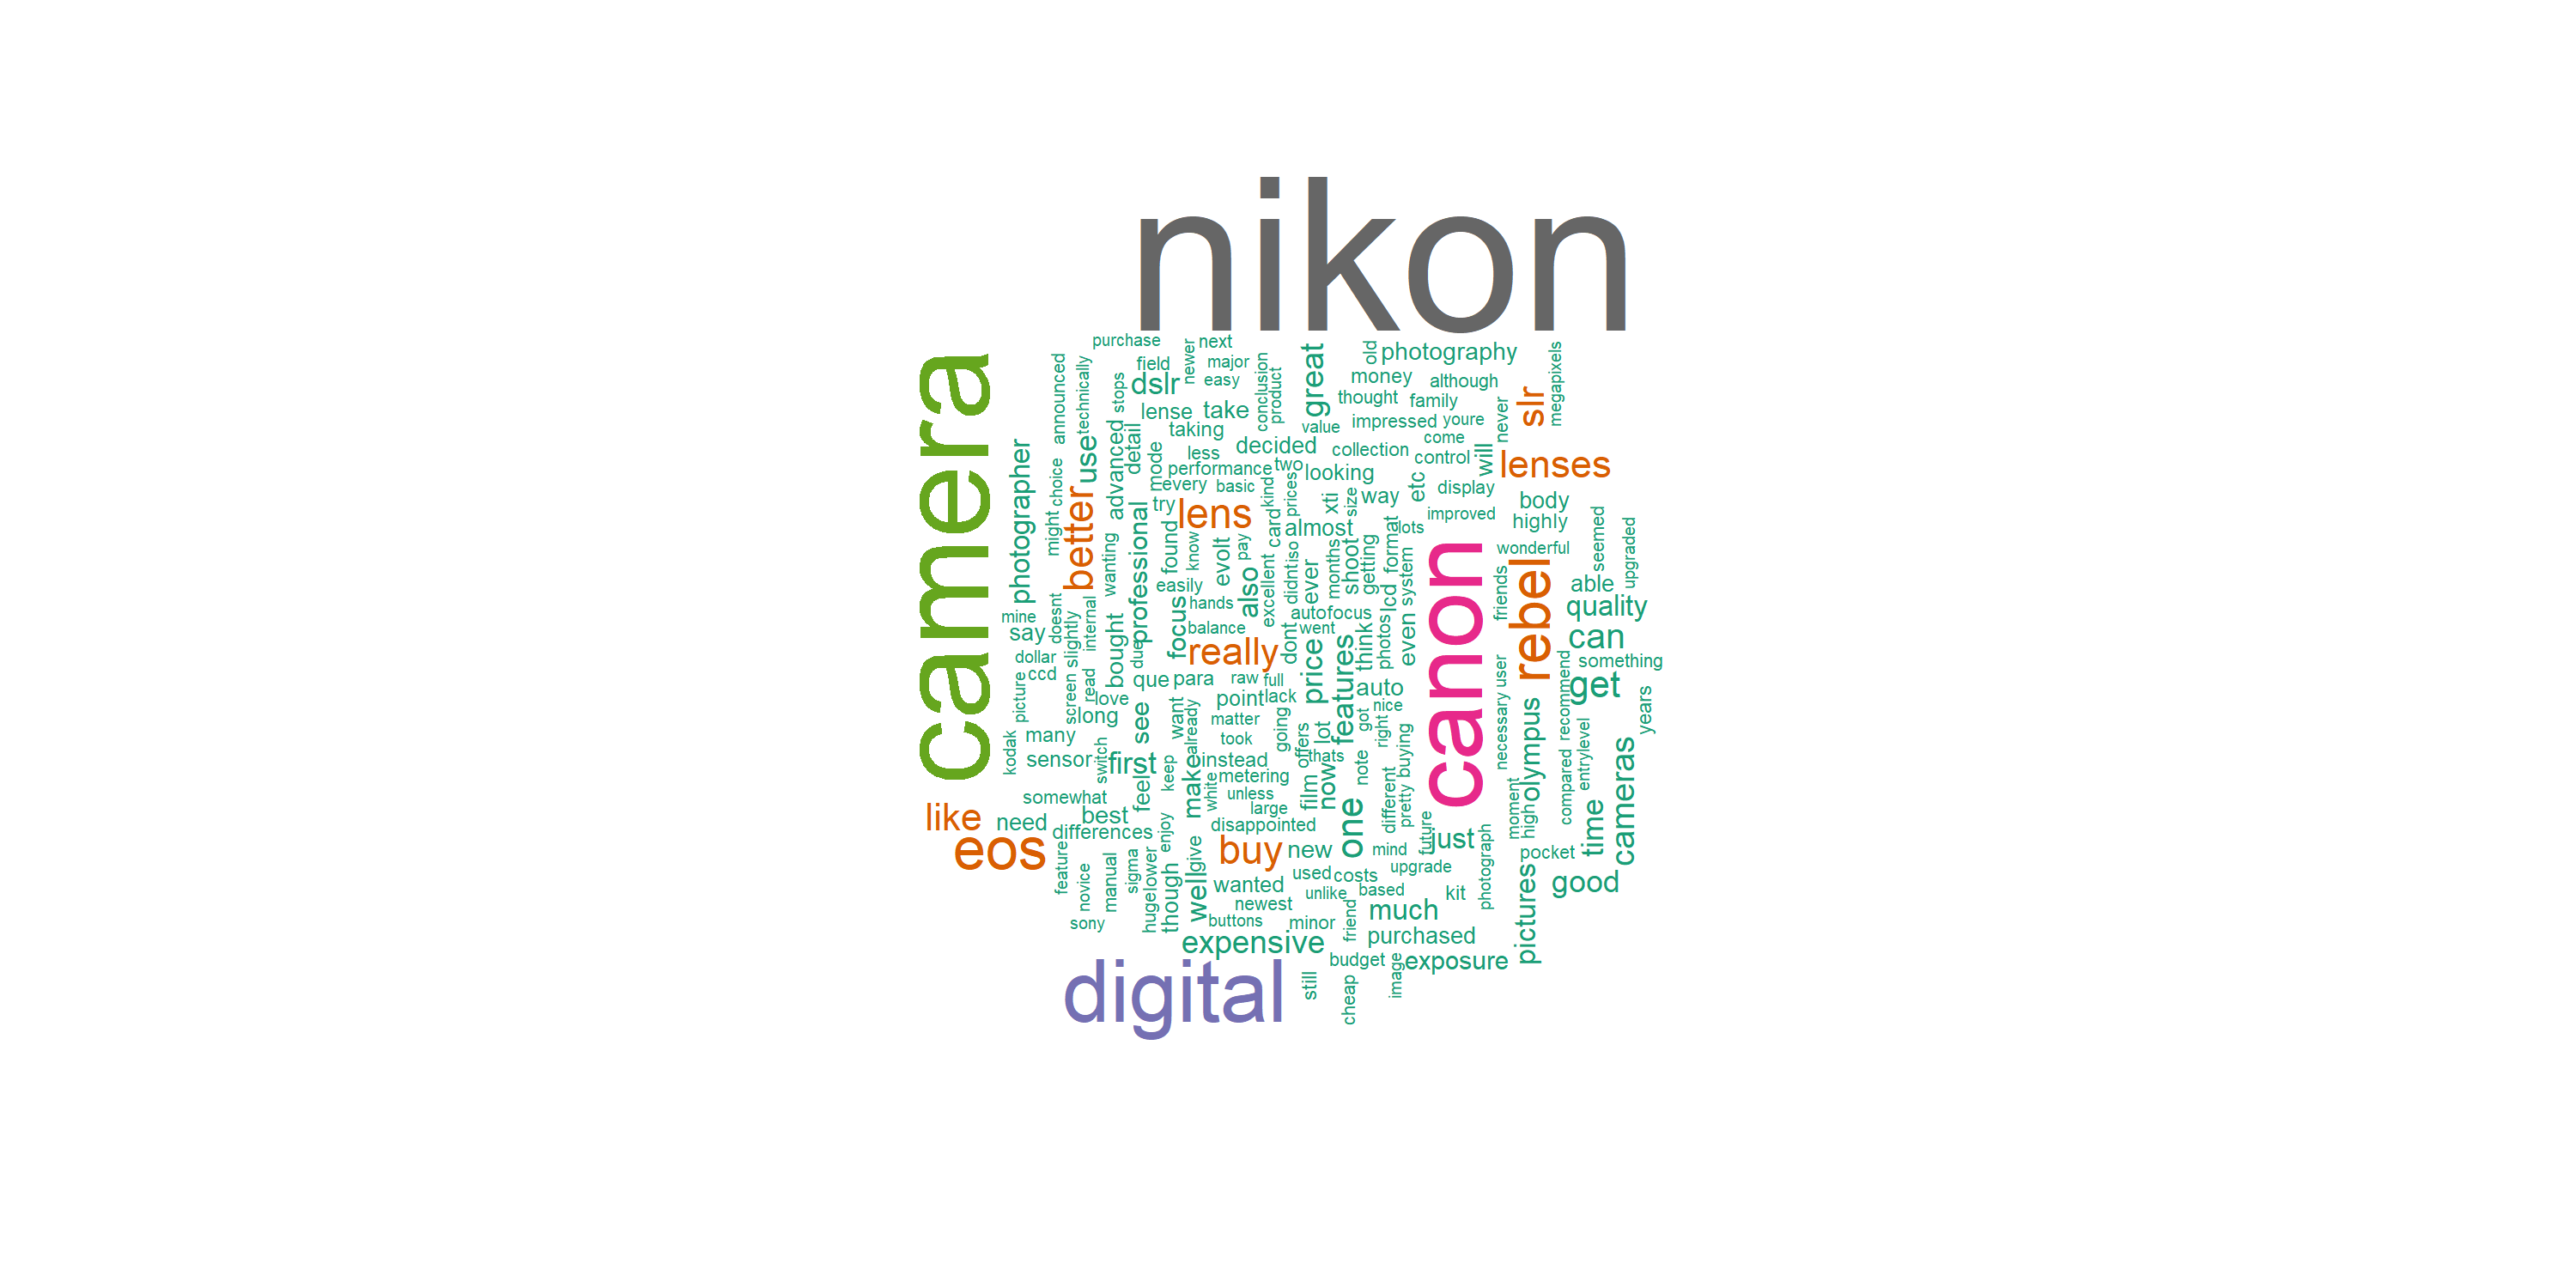 nikon
camera
canon
digital
eos
rebel
like
better
lens
lenses
slr
really
buy
purchase
next
newer
field
major
easy
dslr
stops
technically
announced
conclusion
product
great
old
photography
megapixels
money
although
thought
family
never
lense
take
taking
value
impressed
youre
come
use
advanced
detail
mode
less
decided
collection
control
will
photographer
choice
performance
two
looking
every
basic
kind
prices
xti
size
way
etc
display
body
might
try
card
almost
lots
improved
highly
seemed
upgraded
wanting
professional
found
know
evolt
pay
excellent
didnt
iso
ever
months
shoot
getting
format
lcd
system
wonderful
friends
able
quality
easily
also
hands
autofocus
mine
say
doesnt
slightly
internal
bought
due
focus
balance
went
dont
price
features
think
photos
even
can
something
dollar
ccd
picture
screen
read
love
long
que
para
raw
full
point
lack
auto
nice
got
right
necessary
user
recommend
get
years
kodak
many
sensor
switch
see
want
already
matter
took
going
offers
lot
thats
buying
olympus
compared
entrylevel
cameras
first
feel
keep
make
instead
white
metering
unless
large
film
now
note
different
pretty
moment
high
time
somewhat
need
best
differences
enjoy
disappointed
one
future
just
photograph
pocket
good
feature
novice
manual
sigma
huge
lower
though
well
give
new
mind
upgrade
used
costs
wanted
unlike
based
kit
newest
much
pictures
sony
buttons
minor
friend
purchased
expensive
budget
image
exposure
still
cheap